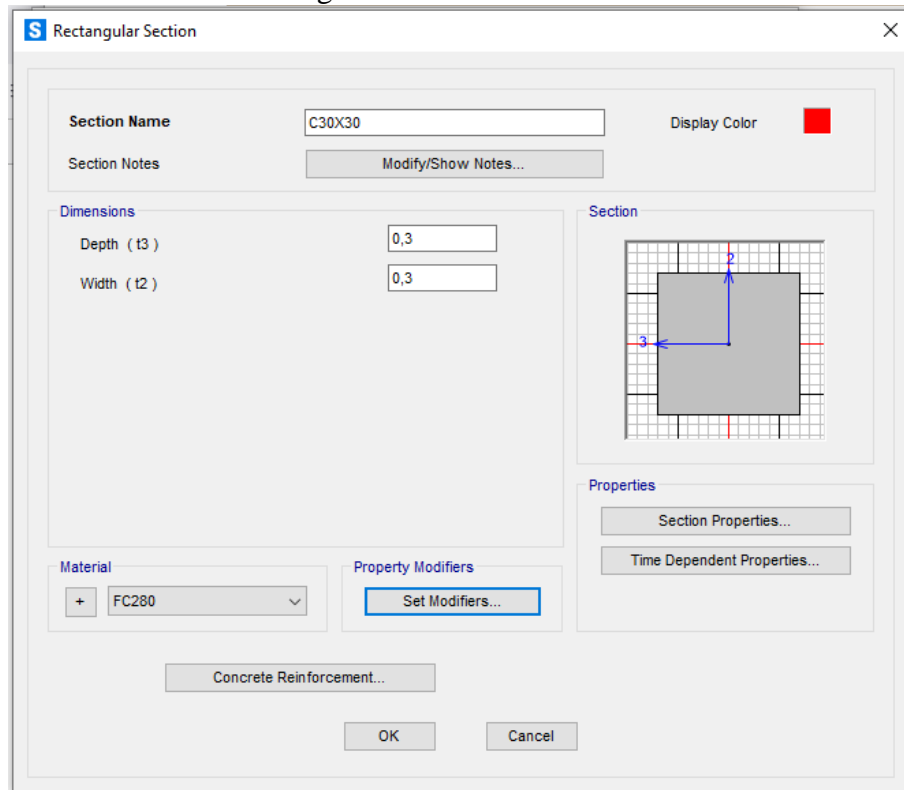 S Rectangular Section
Section Name C30X30 Display Color
Section Notes Modify/Show Notes...
Dimensions
Depth ( t3 ) 0,3
Width ( t2 ) 0,3
Section
2
3
Properties
Section Properties...
Time Dependent Properties...
Material
+ FC280
Property Modifiers
Set Modifiers...
Concrete Reinforcement...
OK Cancel